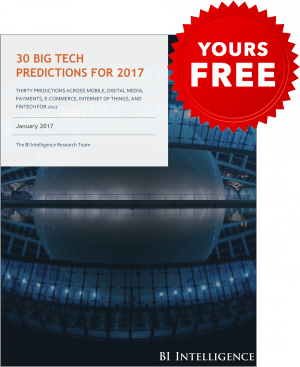 YOURS
FREE
30 BIG TECH
PREDICTIONS FOR 2017
THIRTY PREDICTIONS ACROSS MOBILE, DIGITAL MEDIA,
PAYMENTS, E-COMMERCE, INTERNET OF THINGS, AND
FINTECH FOR 2017
January 2017
The BI Intelligence Research Team
BI INTELLIGENCE